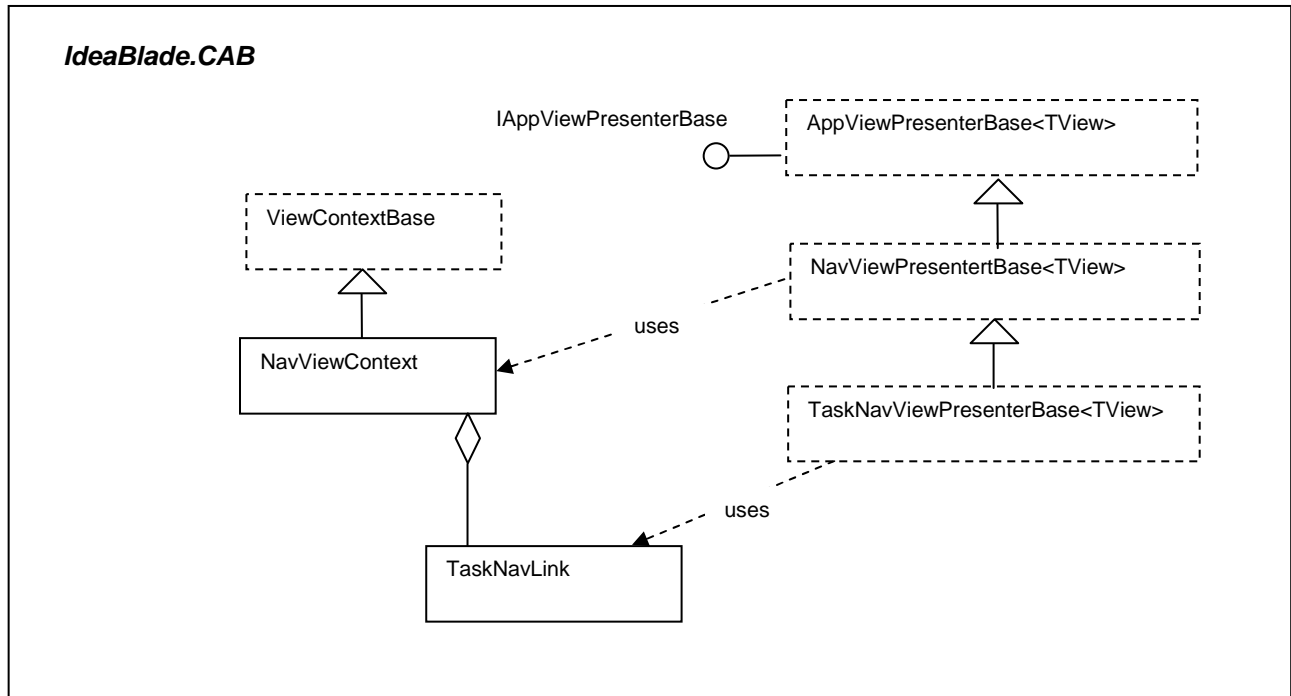 IdeaBlade.CAB
IAppViewPresenterBase
AppViewPresenterBase<TView>
ViewContextBase
NavViewPresentertBase<TView>
uses
NavViewContext
TaskNavViewPresenterBase<TView>
uses
TaskNavLink